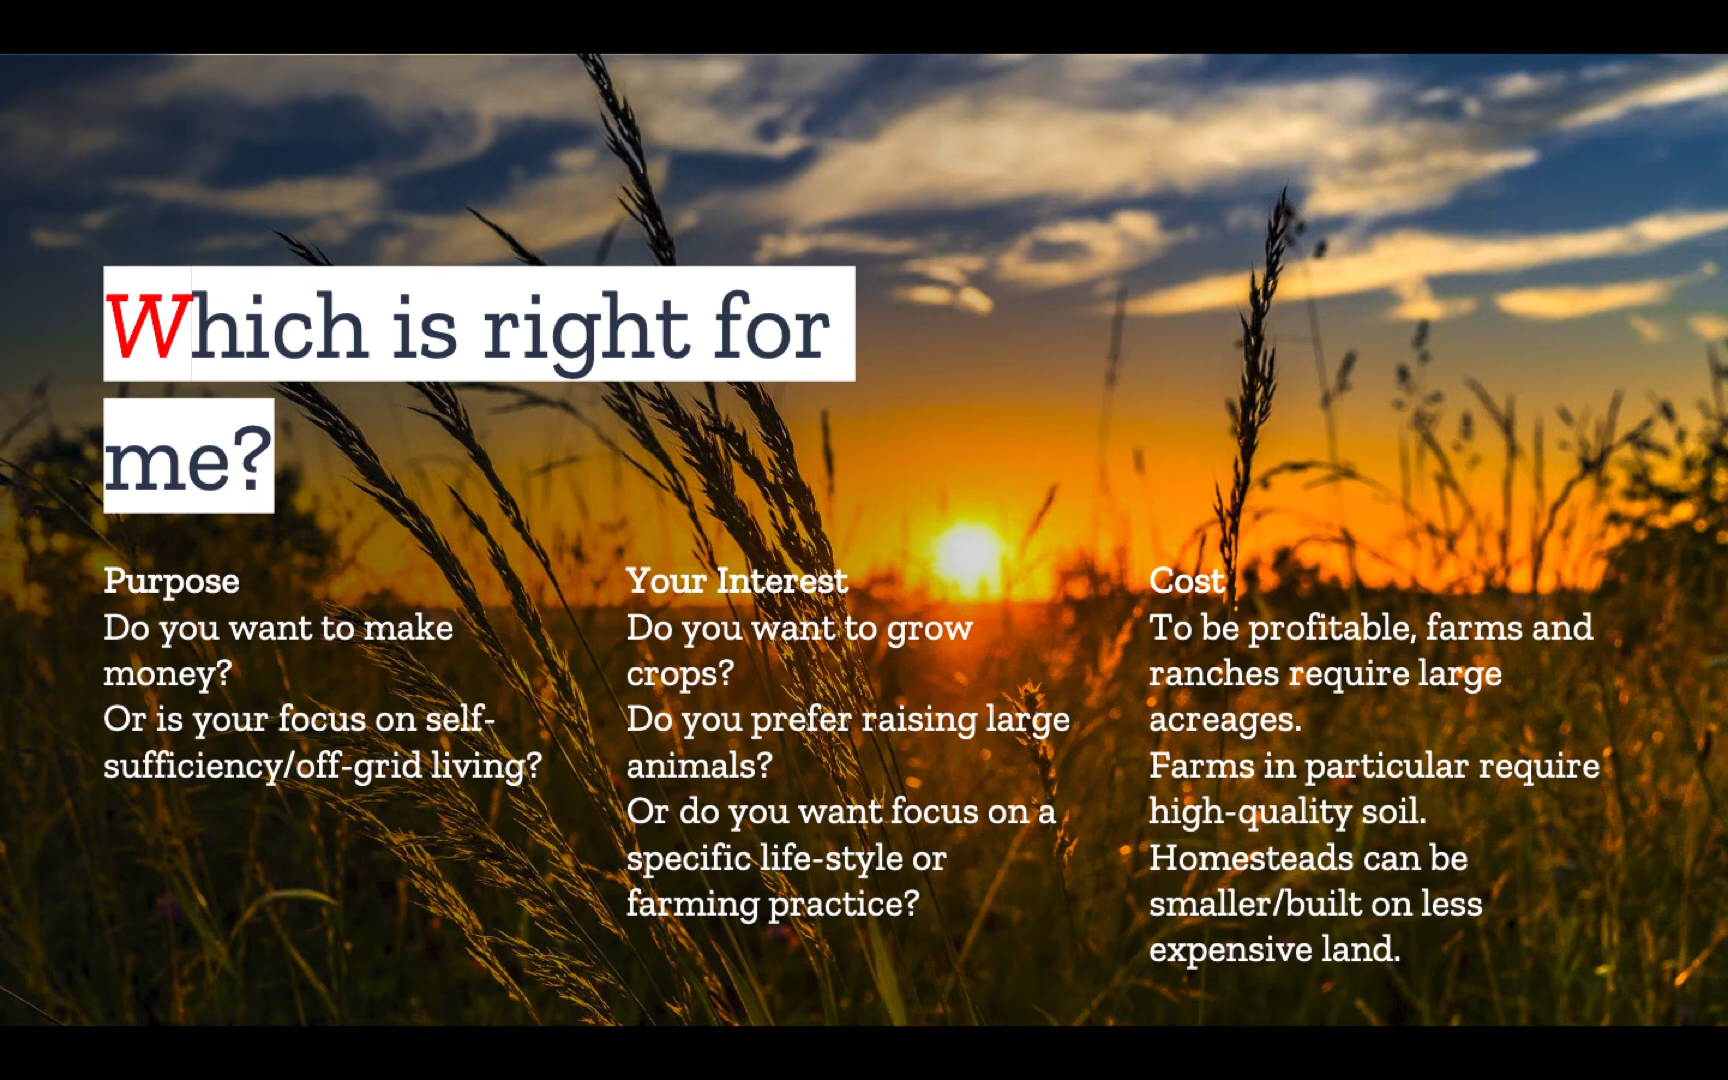 Which is right for
me?
Purpose
Do you want to make
money?
Or is your focus on self-
sufficiency/off-grid living?
Your Interest
Do you want to grow
crops?
Do you prefer raising large
animals?
Or do you want focus on a
specific life-style or
farming practice?
Cost
To be profitable, farms and
ranches require large
acreages.
Farms in particular require
high-quality soil.
Homesteads can be
smaller/built on less
expensive land.